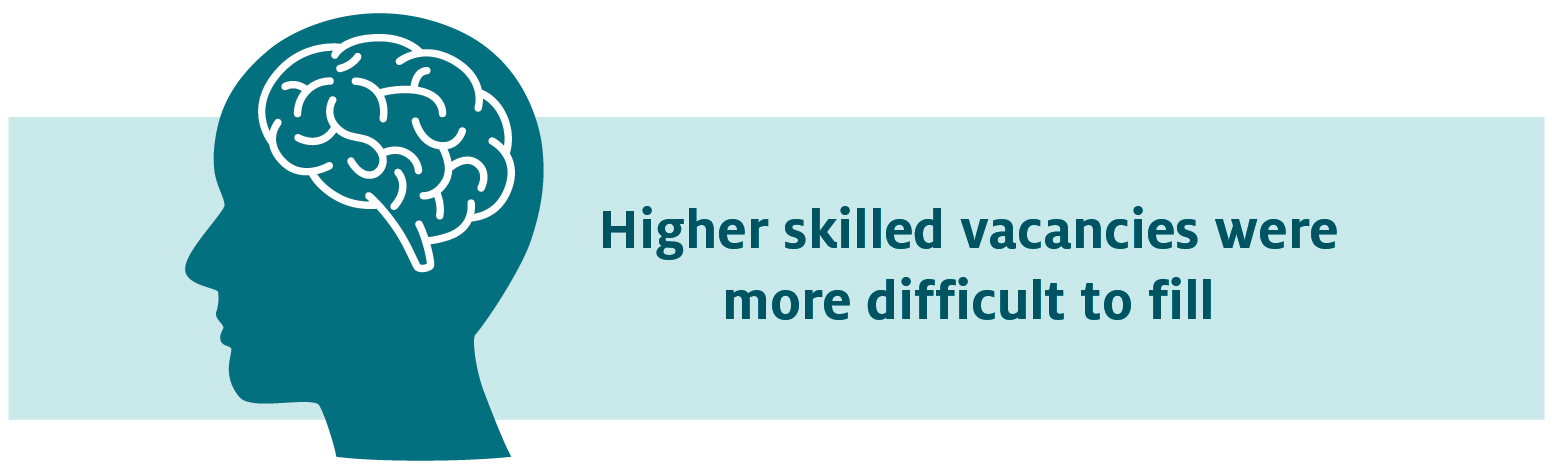 Higher skilled vacancies were
more difficult to fill